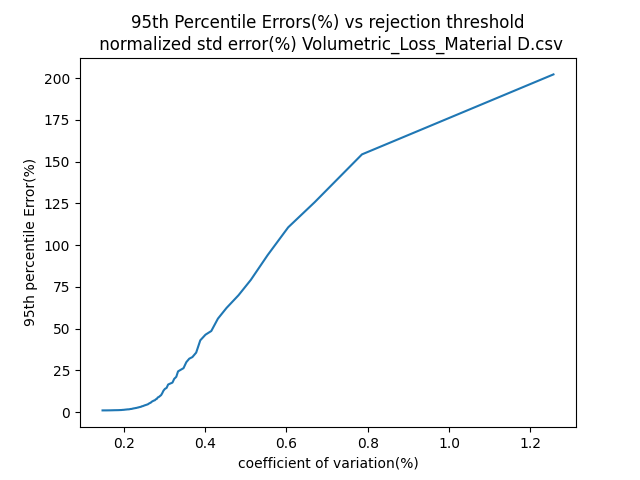 95th Percentile Errors(%) vs rejection threshold
normalized std error(%) Volumetric_Loss_Material D.csv
200
175
150
125
100
75
50
25
0
95th percentile Error(%)
0.2 0.4 0.6 0.8 1.0 1.2
coefficient of variation(%)